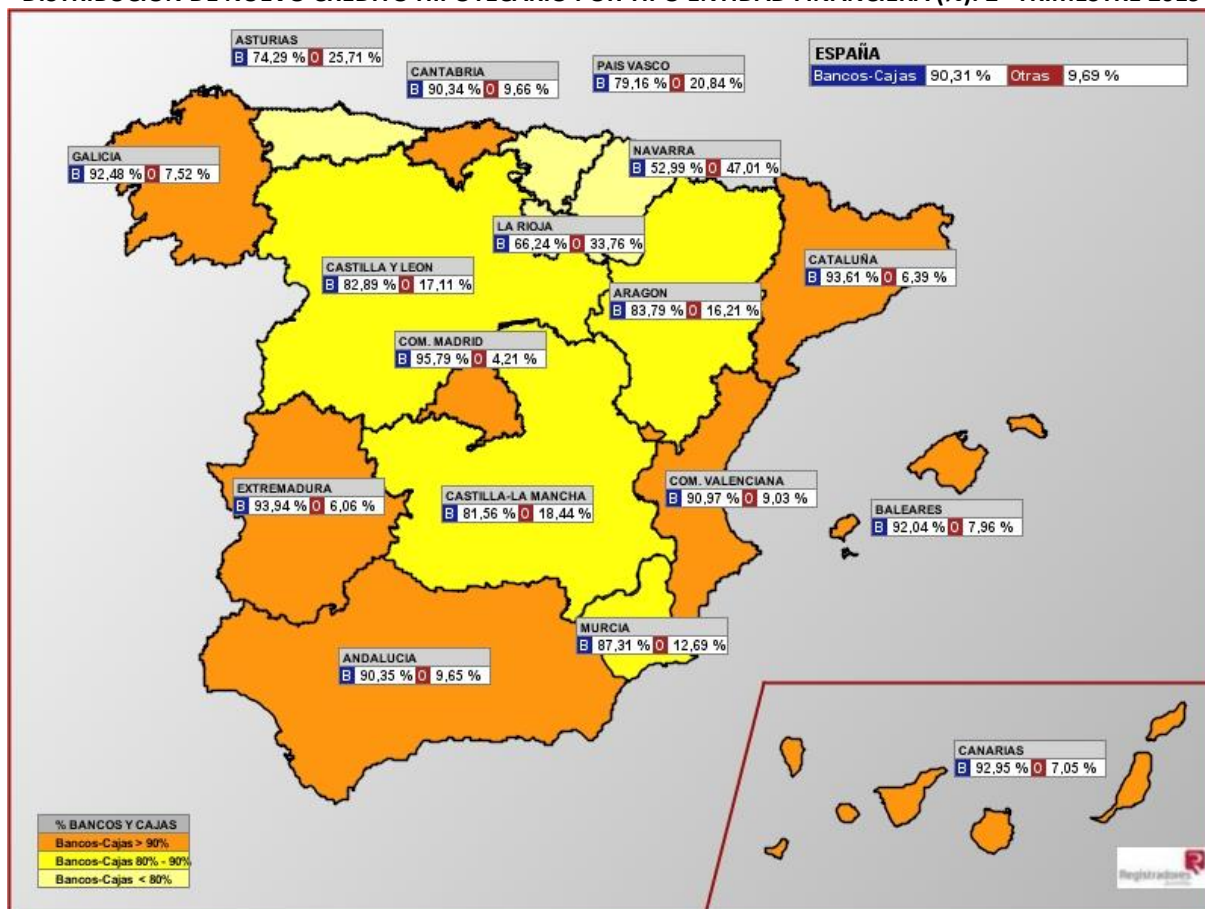 ASTURIAS
B 74,29 % O 25,71 %
CANTABRIA
B 90,34 % O 9,66 %
PAIS VASCO
B 79,16 % O 20,84 %
ESPAÑA
Bancos-Cajas 90,31 % Otras 9,69 %
GALICIA
B 92,48 % O 7,52 %
NAVARRA
B 52,99 % O 47,01 %
LA RIOJA
B 66,24 % O 33,76 %
CASTILLA Y LEON
B 82,89 % O 17,11 %
ARAGON
B 83,79 % O 16,21 %
CATALUÑA
B 93,61 % O 6,39 %
COM. MADRID
B 95,79 % O 4,21 %
EXTREMADURA
B 93,94 % O 6,06 %
CASTILLA-LA MANCHA
B 81,56 % O 18,44 %
COM. VALENCIANA
B 90,97 % O 9,03 %
BALEARES
B 92,04 % O 7,96 %
MURCIA
B 87,31 % O 12,69 %
ANDALUCIA
B 90,35 % O 9,65 %
CANARIAS
B 92,95 % O 7,05 %
% BANCOS Y CAJAS
Bancos-Cajas > 90%
Bancos-Cajas 80% - 90%
Bancos-Cajas < 80%
Registradores